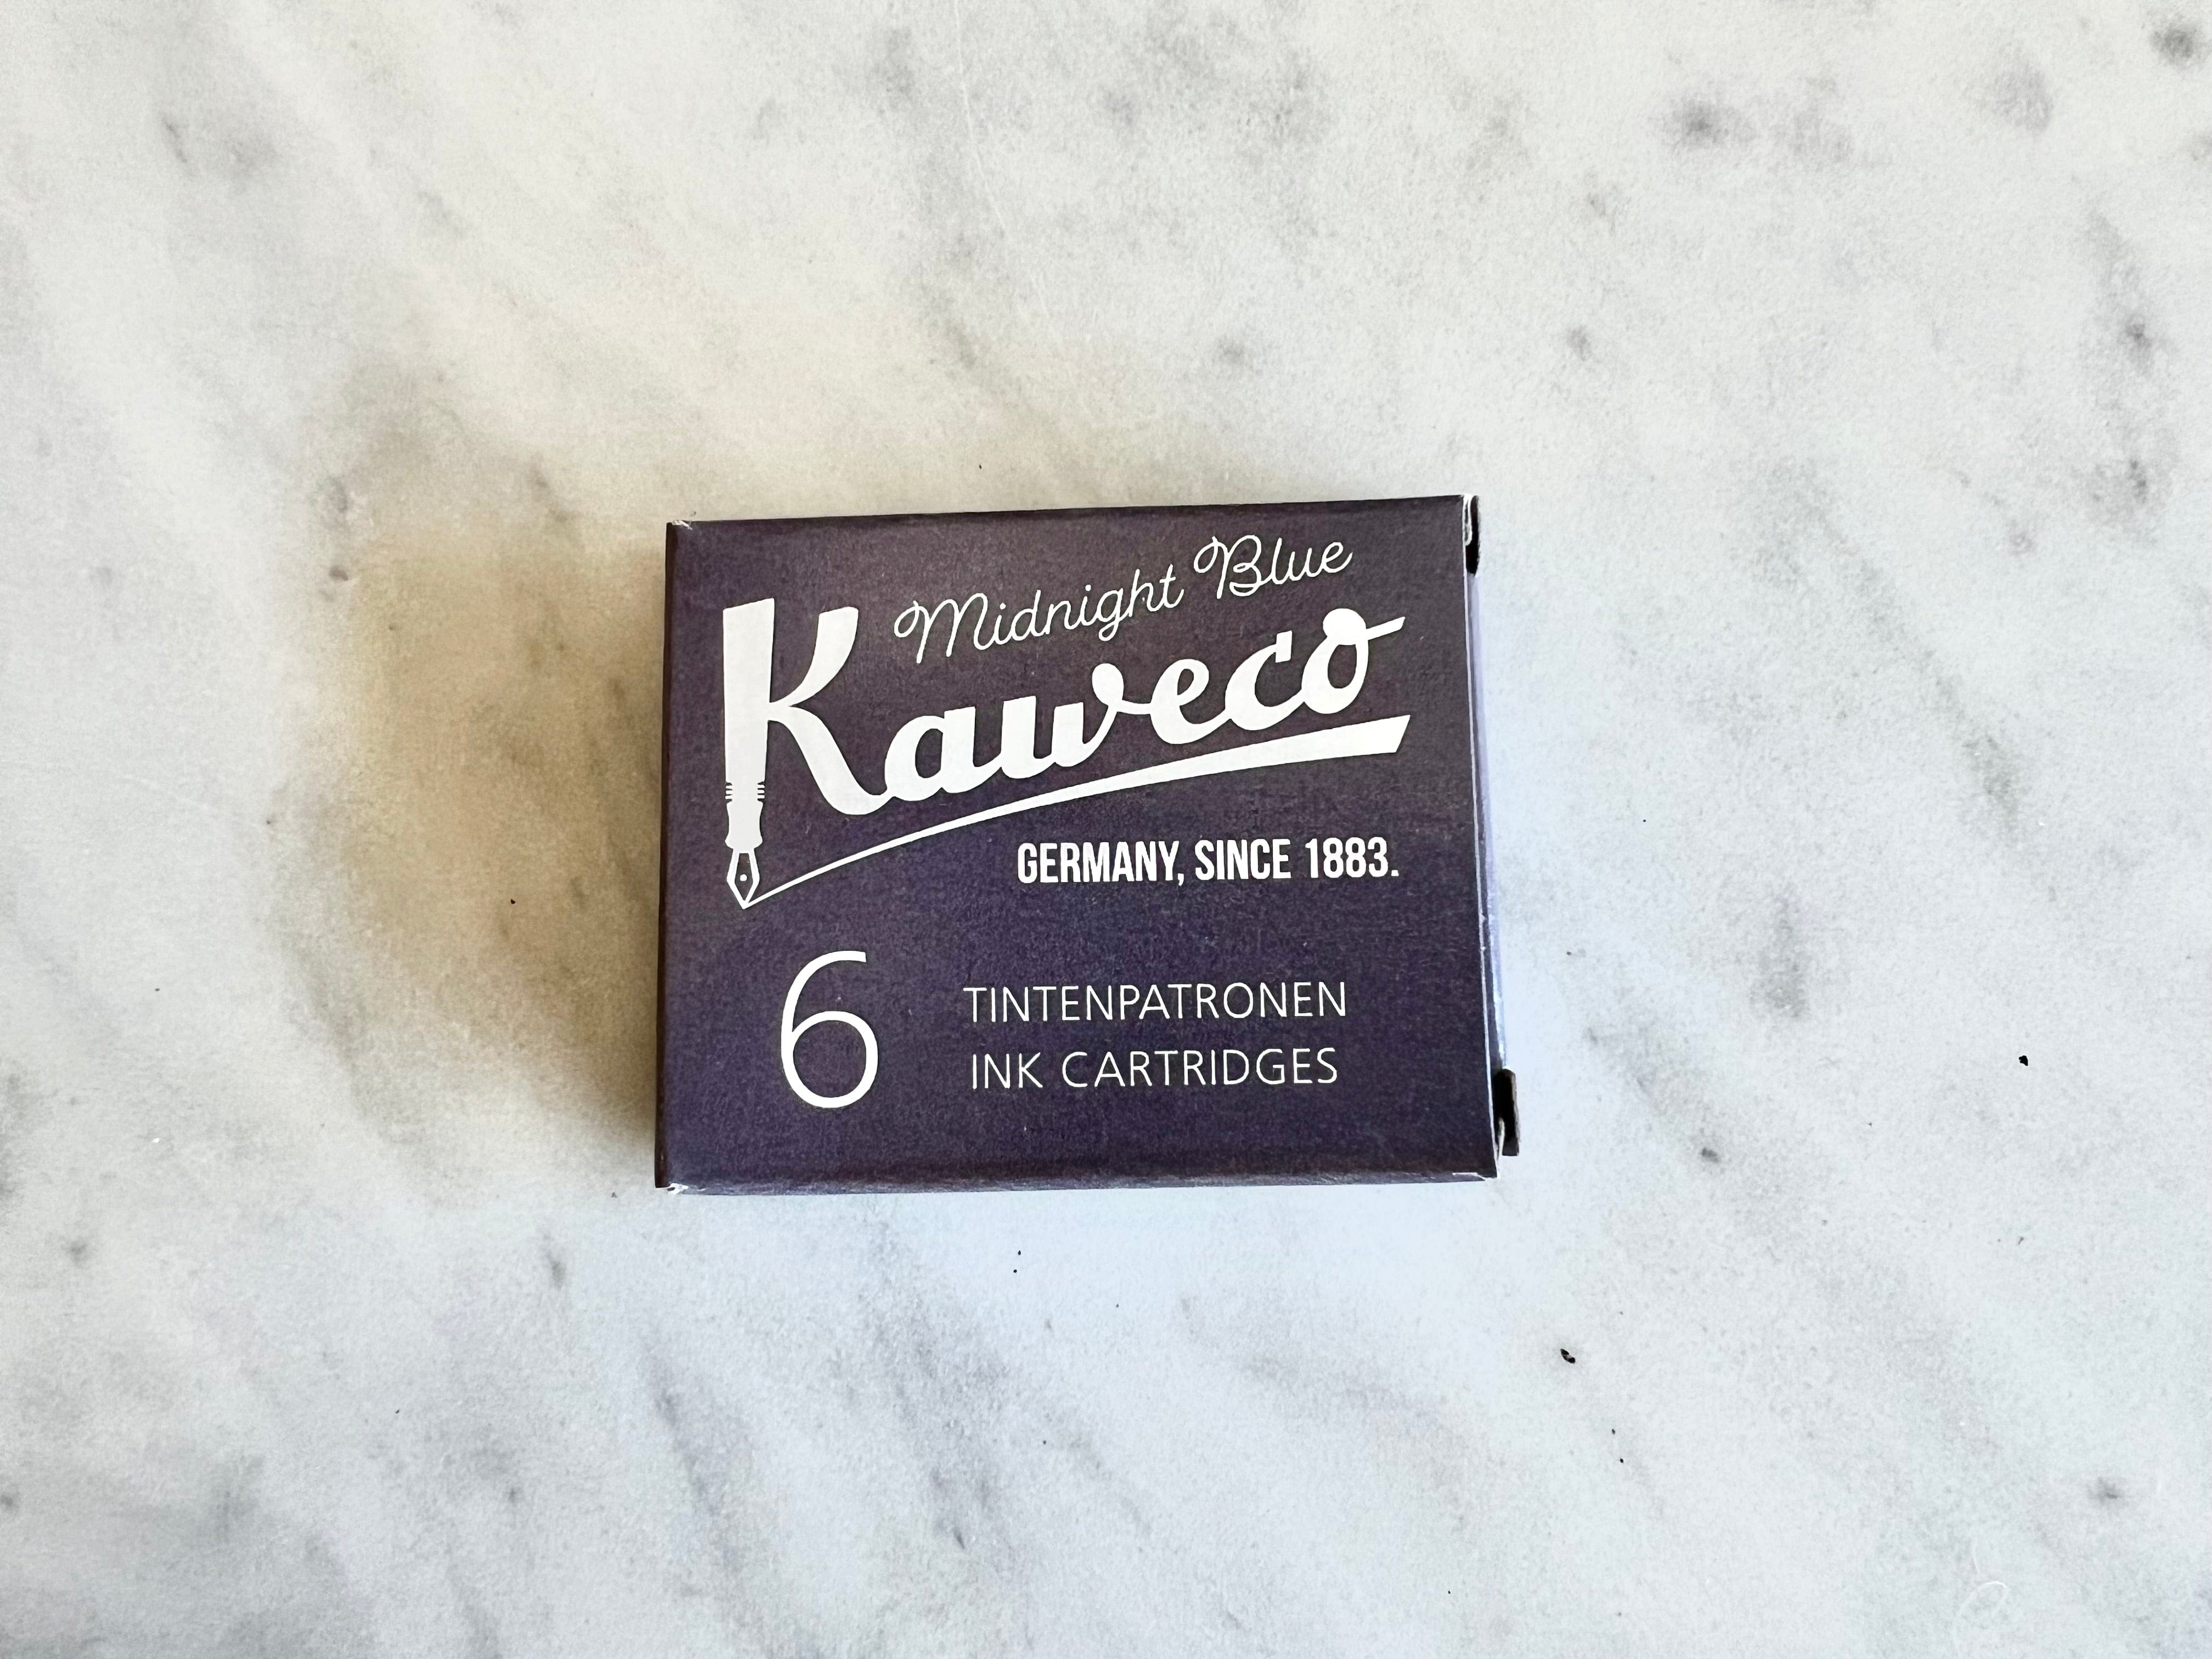 Midnight Blue
Kaweco
GERMANY, SINCE 1883.
6 TINTENPATRONEN
INK CARTRIDGES